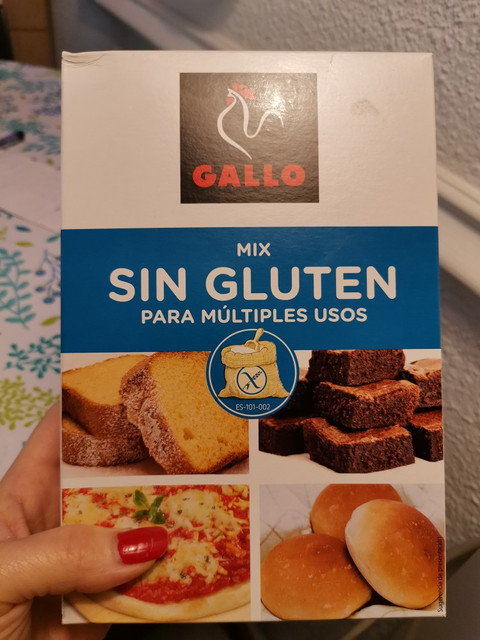 GALLO
MIX
SIN GLUTEN
PARA MÚLTIPLES USOS
ES-101-002